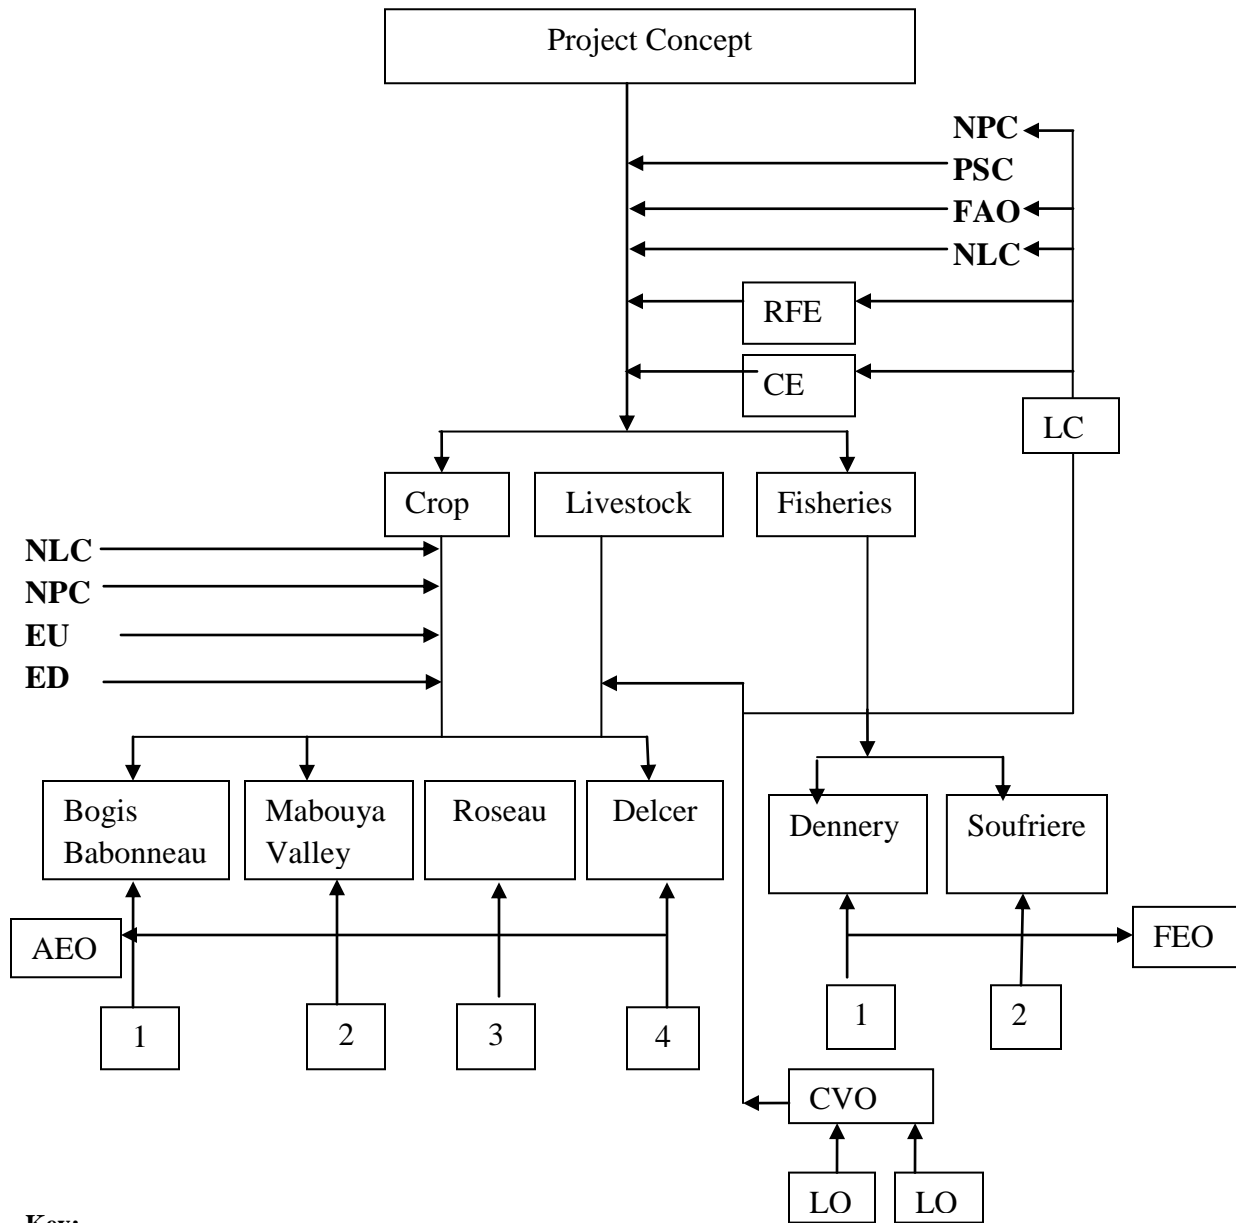 Project Concept
NPC
PSC
FAO
NLC
RFE
CE
LC
Crop
Livestock
Fisheries
NLC
NPC
EU
ED
Bogis
Babonneau
Mabouya
Valley
Roseau
Delcer
Dennery
Soufriere
AEO
FEO
1
2
3
4
1
2
CVO
LO
LO
Key: